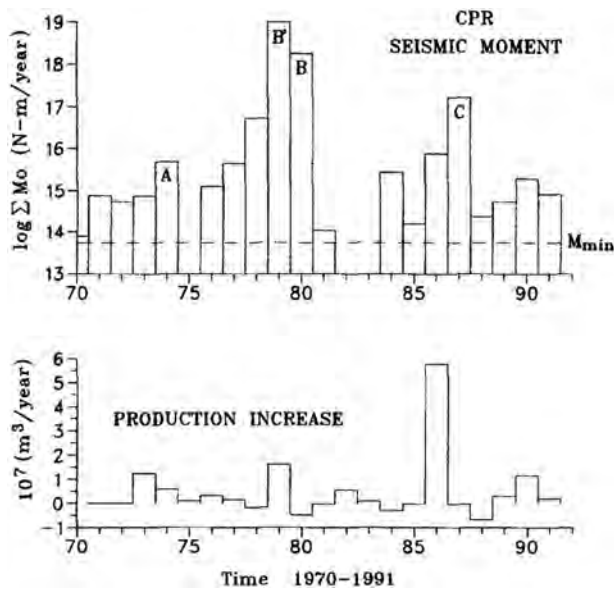 CPR
SEISMIC MOMENT
log Σ Mo (N-m/year)
19
18
17
16
15
14
13
A
B'
B
C
Mmin
70 75 80 85 90
10⁷ (m³/year)
6
5
4
3
2
1
0
-1
PRODUCTION INCREASE
70 75 80 85 90
Time 1970-1991